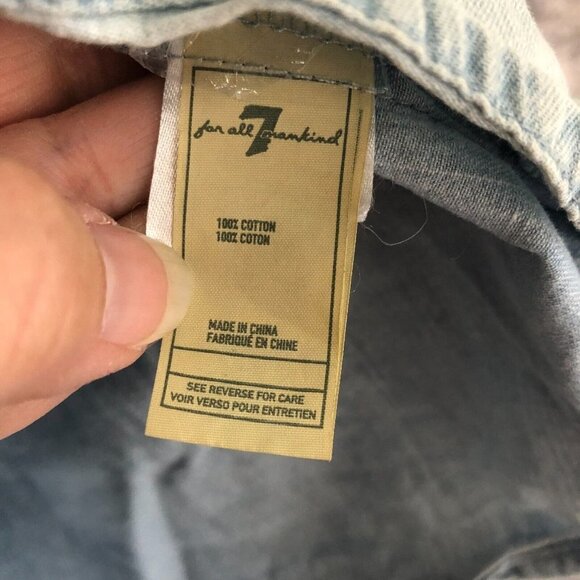 7
for all mankind
100% COTTON
100% COTON
MADE IN CHINA
FABRIQUÉ EN CHINE
SEE REVERSE FOR CARE
VOIR VERSO POUR ENTRETIEN